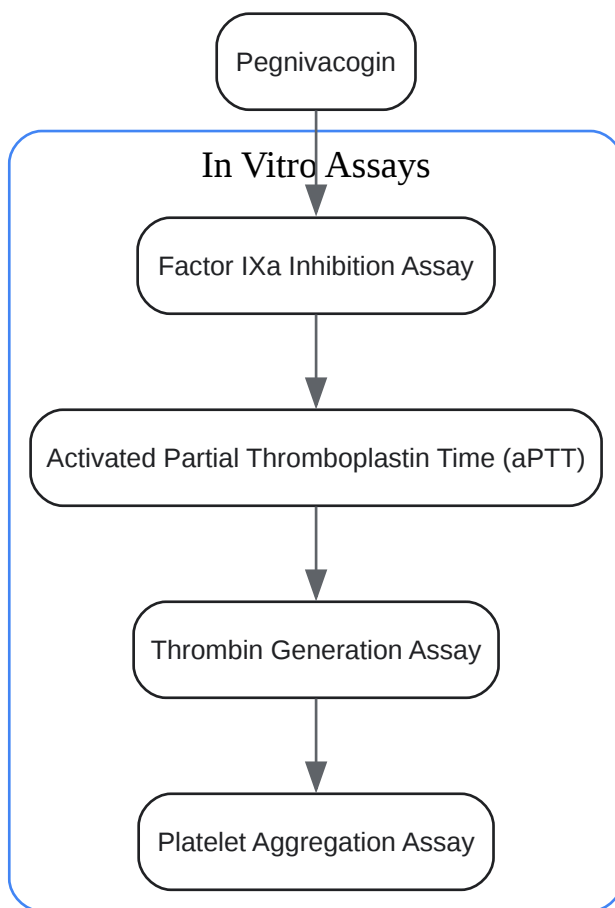 Pegnivacogin
In Vitro Assays
Factor IXa Inhibition Assay
Activated Partial Thromboplastin Time (aPTT)
Thrombin Generation Assay
Platelet Aggregation Assay